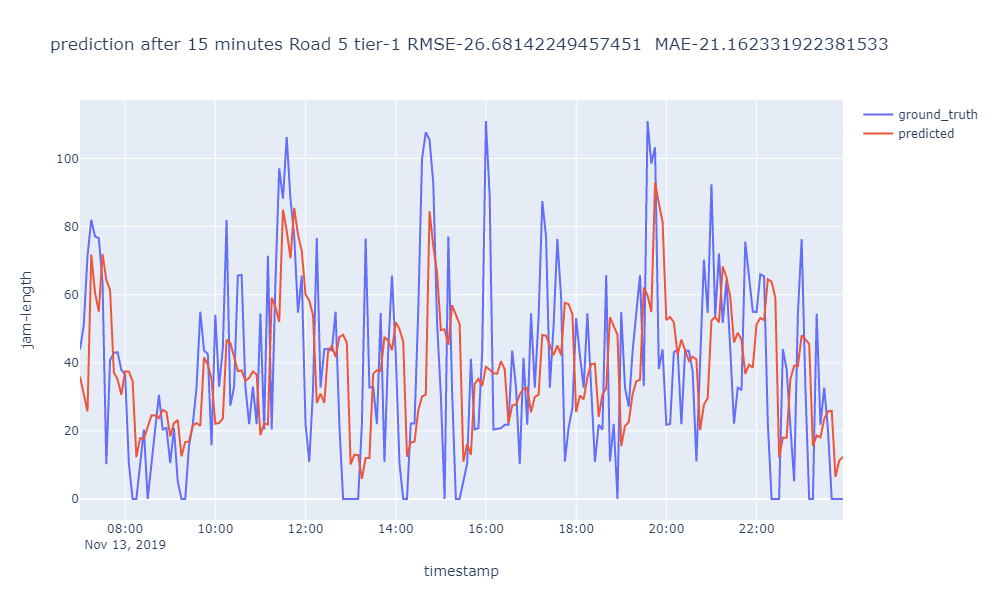 prediction after 15 minutes Road 5 tier-1 RMSE-26.68142249457451  MAE-21.162331922381533
ground_truth
predicted
100
80
60
40
20
0
jam-length
08:00 10:00 12:00 14:00 16:00 18:00 20:00 22:00
Nov 13, 2019
timestamp